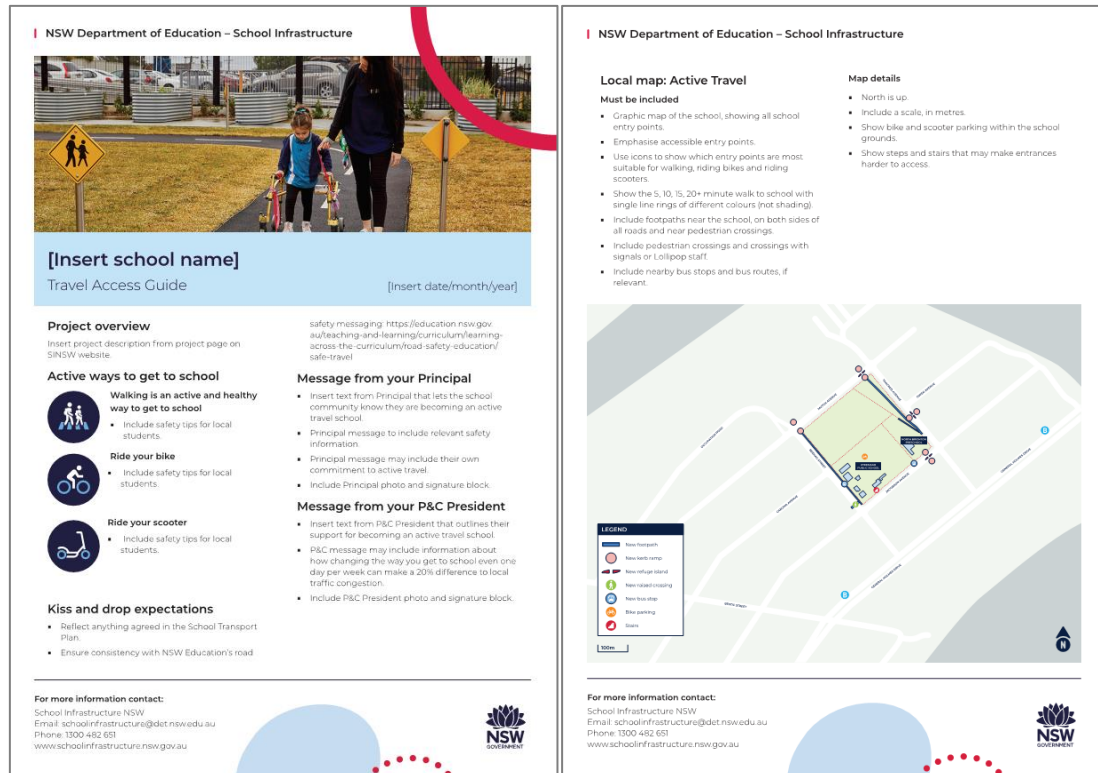 NSW Department of Education – School Infrastructure
[Insert school name]
Travel Access Guide
[Insert date/month/year]
Project overview
Insert project description from project page on
SINSW website.
Active ways to get to school
Walking is an active and healthy
way to get to school
Include safety tips for local
students.
Ride your bike
Include safety tips for local
students.
Ride your scooter
Include safety tips for local
students.
Kiss and drop expectations
Reflect anything agreed in the School Transport
Plan.
Ensure consistency with NSW Education's road
safety messaging: https://education.nsw.gov.
au/teaching-and-learning/curriculum/learning-
across-the-curriculum/road-safety-education/
safe-travel
Message from your Principal
Insert text from Principal that lets the school
community know they are becoming an active
travel school.
Principal message to include relevant safety
information.
Principal message may include their own
commitment to active travel.
Include Principal photo and signature block.
Message from your P&C President
Insert text from P&C President that outlines their
support for becoming an active travel school.
P&C message may include information about
how changing the way you get to school even one
day per week can make a 20% difference to local
traffic congestion.
Include P&C President photo and signature block.
For more information contact:
School Infrastructure NSW
Email: schoolinfrastructure@det.nsw.edu.au
Phone: 1300 482 651
www.schoolinfrastructure.nsw.gov.au
NSW
GOVERNMENT
NSW Department of Education – School Infrastructure
Local map: Active Travel
Must be included
Graphic map of the school, showing all school
entry points.
Emphasise accessible entry points.
Use icons to show which entry points are most
suitable for walking, riding bikes and riding
scooters.
Show the 5, 10, 15, 20+ minute walk to school with
single line rings of different colours (not shading).
Include footpaths near the school, on both sides of
all roads and near pedestrian crossings.
Include pedestrian crossings and crossings with
signals or Lollipop staff.
Include nearby bus stops and bus routes, if
relevant.
Map details
North is up.
Include a scale, in metres.
Show bike and scooter parking within the school
grounds.
Show steps and stairs that may make entrances
harder to access.
B
B
LEGEND
New footpath
New kerb ramp
New refuge island
New raised crossing
New bus stop
Bike parking
Stairs
100m
N
For more information contact:
School Infrastructure NSW
Email: schoolinfrastructure@det.nsw.edu.au
Phone: 1300 482 651
www.schoolinfrastructure.nsw.gov.au
NSW
GOVERNMENT